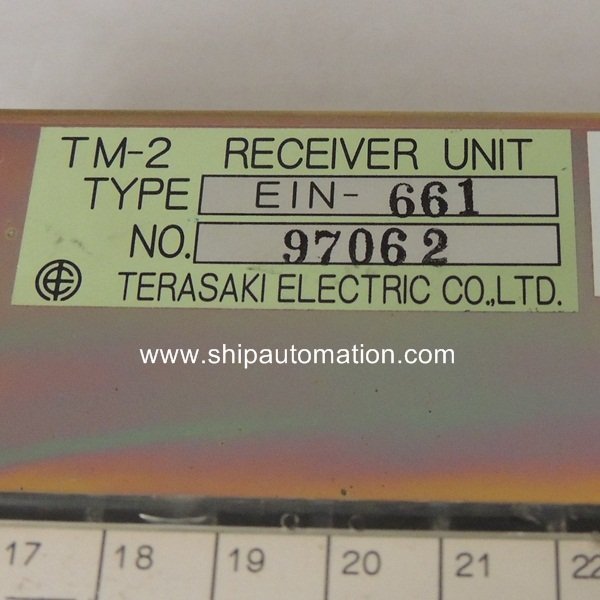 TM-2 RECEIVER UNIT
TYPE EIN- 661
NO. 97062
TERASAKI ELECTRIC CO.,LTD.
www.shipautomation.com
17 18 19 20 21 22